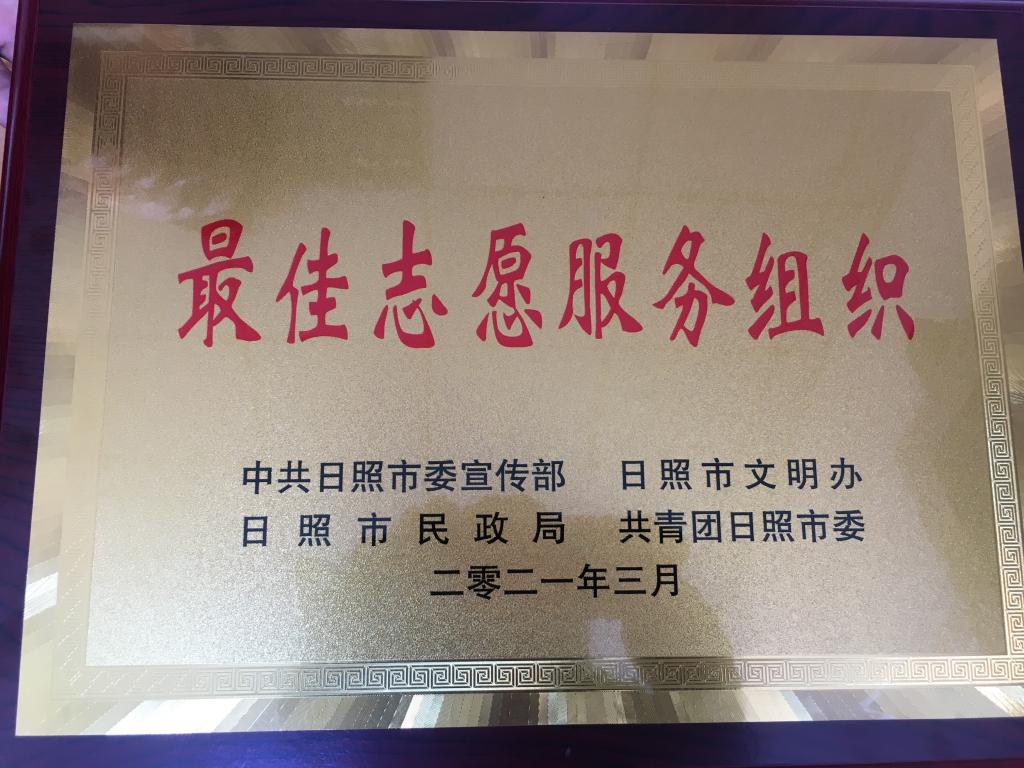 最佳志愿服务组织
中共日照市委宣传部 日照市文明办
日照市民政局 共青团日照市委
二零二一年三月